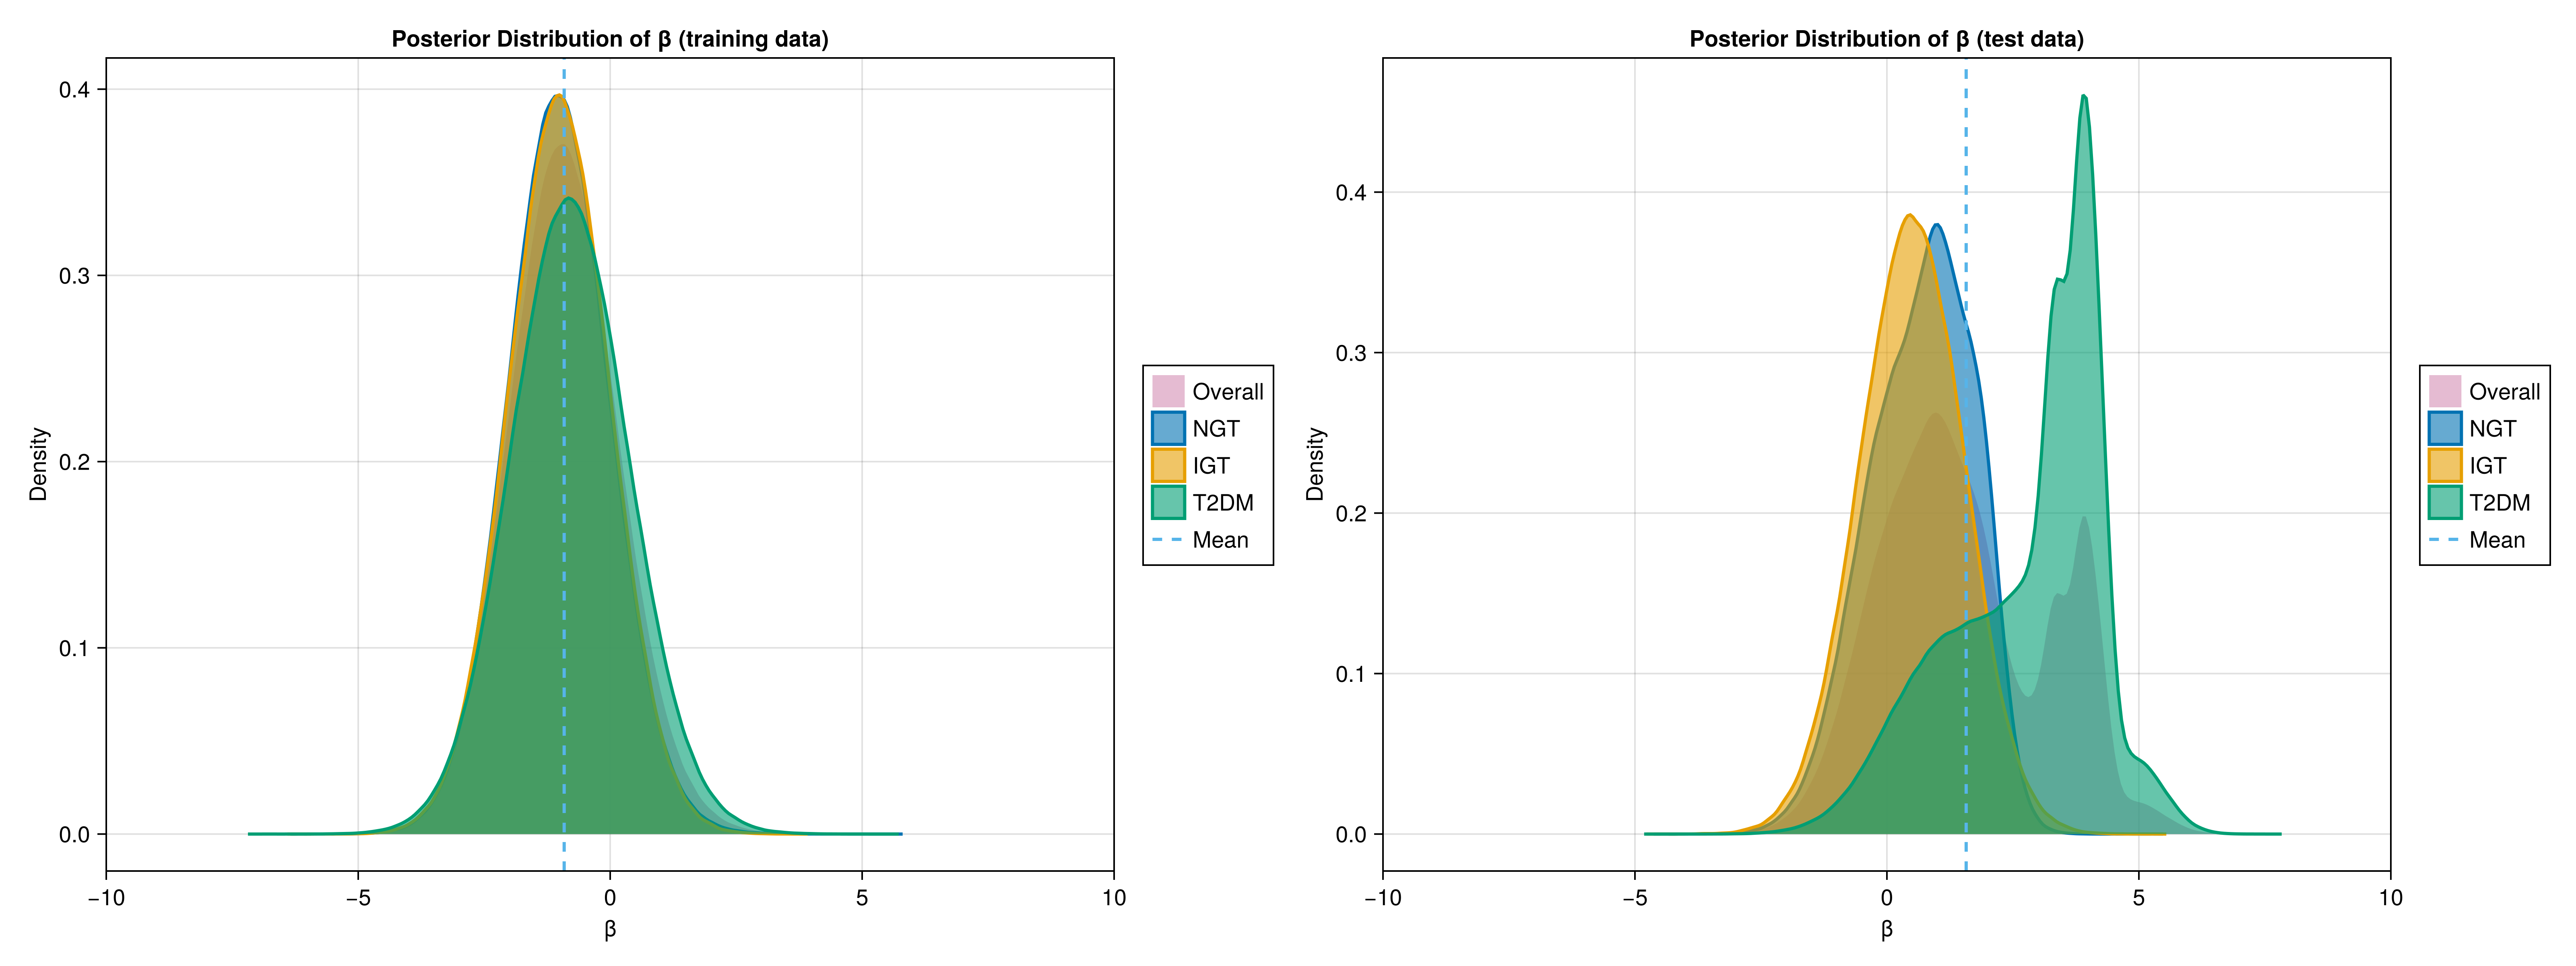 Posterior Distribution of β (training data)
0.4
0.3
0.2
0.1
0.0
Density
−10
−5
0
5
10
β
Overall
NGT
IGT
T2DM
Mean
Posterior Distribution of β (test data)
0.4
0.3
0.2
0.1
0.0
Density
−10
−5
0
5
10
β
Overall
NGT
IGT
T2DM
Mean